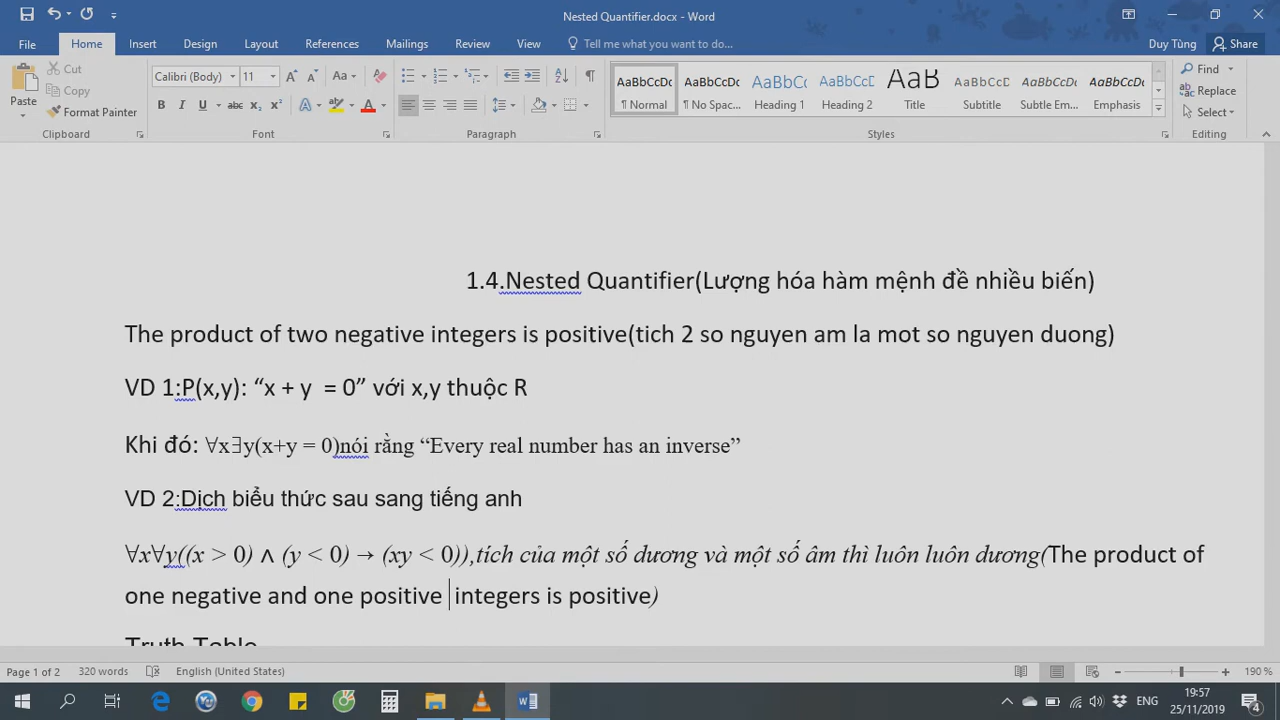 Nested Quantifier.docx - Word
File Home Insert Design Layout References Mailings Review View Tell me what you want to do... Duy Tùng Share
Cut
Copy
Format Painter
Paste
Clipboard
Calibri (Body) 11
Font
Paragraph
AaBbCcDc AaBbCcDc AaBbCc AaBbCcC AaB AaBbCcD AaBbCcDc AaBbCcDc
¶ Normal ¶ No Spac... Heading 1 Heading 2 Title Subtitle Subtle Em... Emphasis
Styles
Find
Replace
Select
Editing
1.4.Nested Quantifier(Lượng hóa hàm mệnh đề nhiều biến)
The product of two negative integers is positive(tich 2 so nguyen am la mot so nguyen duong)
VD 1:P(x,y): “x + y = 0” với x,y thuộc R
Khi đó: ∀x∃y(x+y = 0)nói rằng “Every real number has an inverse”
VD 2:Dịch biểu thức sau sang tiếng anh
∀x∀y((x > 0) ∧ (y < 0) → (xy < 0)),tích của một số dương và một số âm thì luôn luôn dương(The product of
one negative and one positive integers is positive)
Truth Table
Page 1 of 2 320 words English (United States) 190 %
ENG 19:57
25/11/2019 4